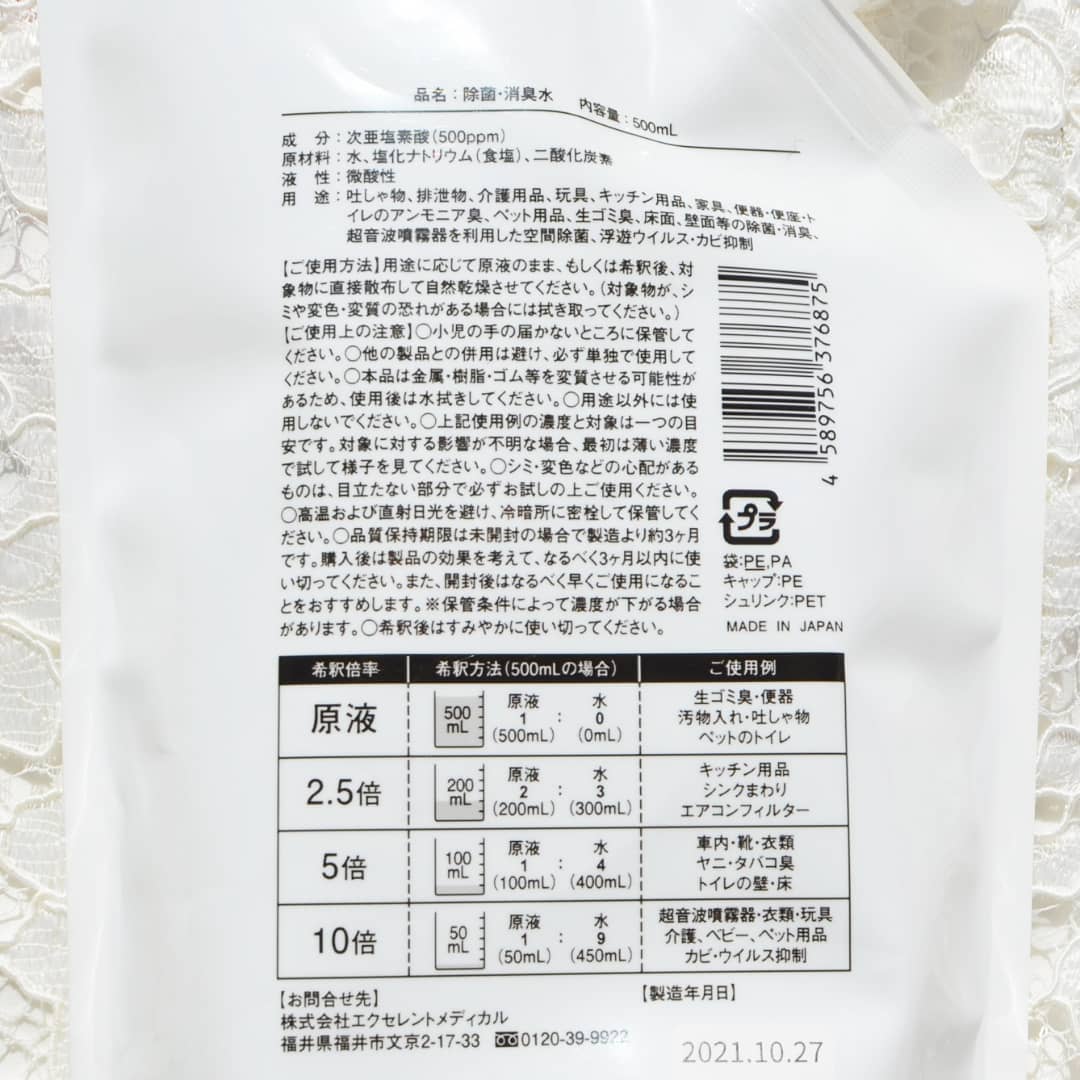 品名：除菌・消臭水　内容量：500mL
成　分：次亜塩素酸(500ppm)
原材料：水、塩化ナトリウム(食塩)、二酸化炭素
液　性：微酸性
用　途：吐しゃ物、排泄物、介護用品、玩具、キッチン用品、家具、便器・便座・ト
イレのアンモニア臭、ペット用品、生ゴミ臭、床面、壁面等の除菌・消臭、
超音波噴霧器を利用した空間除菌、浮遊ウイルス・カビ抑制
【ご使用方法】用途に応じて原液のまま、もしくは希釈後、対
象物に直接散布して自然乾燥させてください。(対象物が、シ
ミや変色・変質の恐れがある場合には拭き取ってください。)
【ご使用上の注意】○小児の手の届かないところに保管して
ください。○他の製品との併用は避け、必ず単独で使用して
ください。○本品は金属・樹脂・ゴム等を変質させる可能性が
あるため、使用後は水拭きしてください。○用途以外には使
用しないでください。○上記使用例の濃度と対象は一つの目
安です。対象に対する影響が不明な場合、最初は薄い濃度
で試して様子を見てください。○シミ・変色などの心配がある
ものは、目立たない部分で必ずお試しの上ご使用ください。
○高温および直射日光を避け、冷暗所に密栓して保管してく
ださい。○品質保持期限は未開封の場合で製造より約3ヶ月
です。購入後は製品の効果を考えて、なるべく3ヶ月以内に使
い切ってください。また、開封後はなるべく早くご使用になるこ
とをおすすめします。※保管条件によって濃度が下がる場合
があります。○希釈後はすみやかに使い切ってください。
4 589756 376875
プラ
袋:PE,PA
キャップ:PE
シュリンク:PET
MADE IN JAPAN
希釈倍率　希釈方法(500mLの場合)　ご使用例
原液　500 mL　原液 1 (500mL) ： 水 0 (0mL)　生ゴミ臭・便器
汚物入れ・吐しゃ物
ペットのトイレ
2.5倍　200 mL　原液 2 (200mL) ： 水 3 (300mL)　キッチン用品
シンクまわり
エアコンフィルター
5倍　100 mL　原液 1 (100mL) ： 水 4 (400mL)　車内・靴・衣類
ヤニ・タバコ臭
トイレの壁・床
10倍　50 mL　原液 1 (50mL) ： 水 9 (450mL)　超音波噴霧器・衣類・玩具
介護、ベビー、ペット用品
カビ・ウイルス抑制
【お問合せ先】
株式会社エクセレントメディカル
福井県福井市文京2-17-33　0120-39-9922
【製造年月日】
2021.10.27